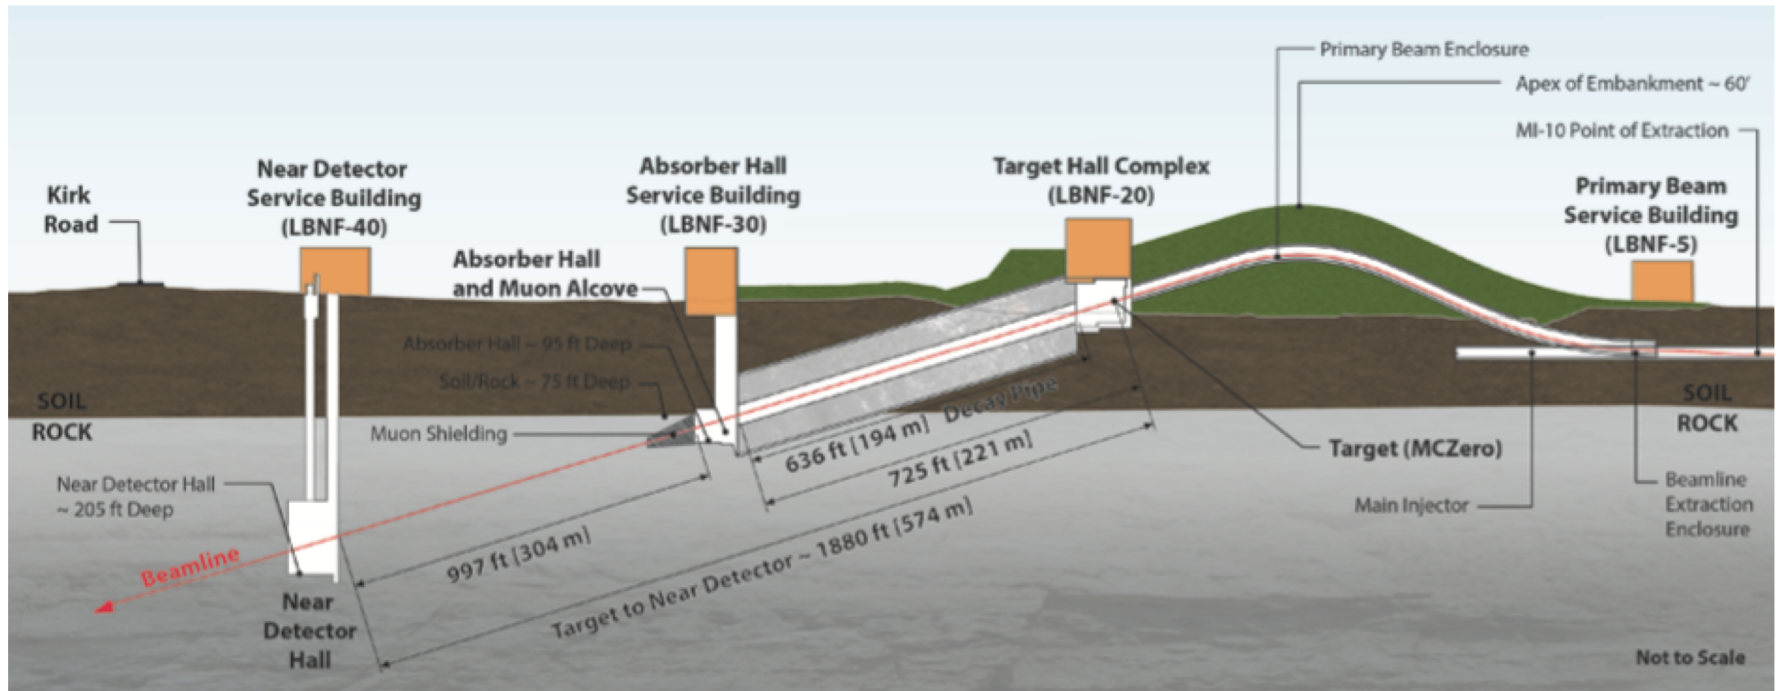 Primary Beam Enclosure
Apex of Embankment ~ 60'
MI-10 Point of Extraction
Kirk
Road
Near Detector
Service Building
(LBNF-40)
Absorber Hall
Service Building
(LBNF-30)
Target Hall Complex
(LBNF-20)
Primary Beam
Service Building
(LBNF-5)
Absorber Hall
and Muon Alcove
Absorber Hall ~ 95 ft Deep
Soil/Rock ~ 75 ft Deep
SOIL
ROCK
Muon Shielding
Near Detector Hall
~ 205 ft Deep
Beamline
Near
Detector
Hall
997 ft [304 m]
636 ft [194 m] Decay Pipe
725 ft [221 m]
Target to Near Detector ~ 1880 ft [574 m]
Target (MCZero)
Main Injector
SOIL
ROCK
Beamline
Extraction
Enclosure
Not to Scale